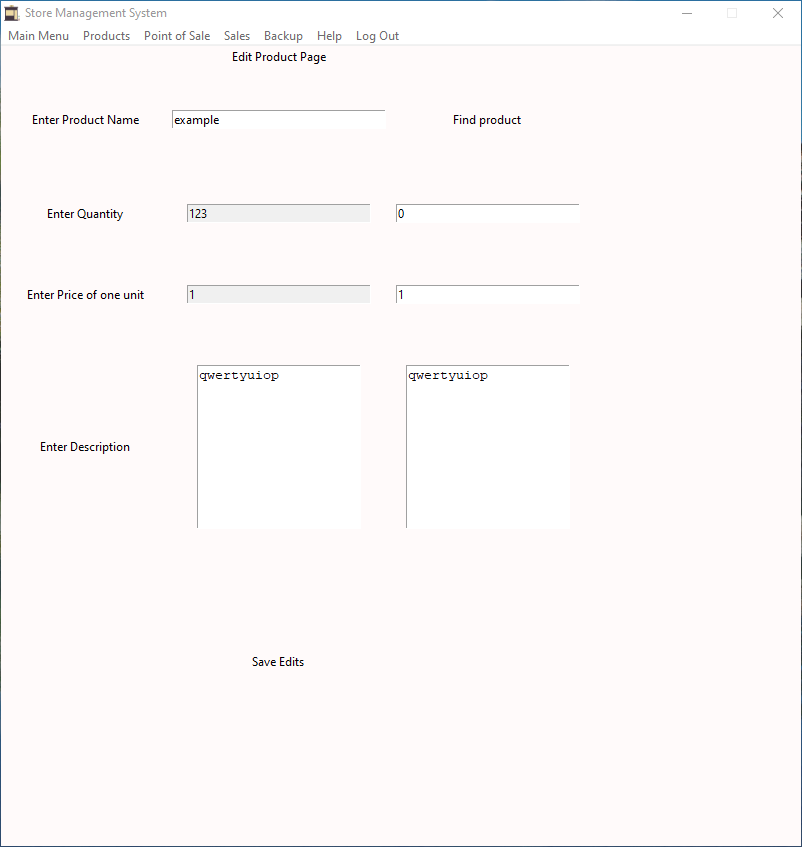 Store Management System
Main Menu Products Point of Sale Sales Backup Help Log Out
Edit Product Page
Enter Product Name example Find product
Enter Quantity 123 0
Enter Price of one unit 1 1
qwertyuiop qwertyuiop
Enter Description
Save Edits